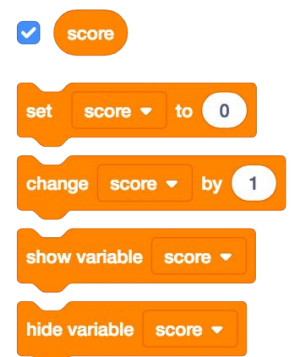 score
set score to 0
change score by 1
show variable score
hide variable score